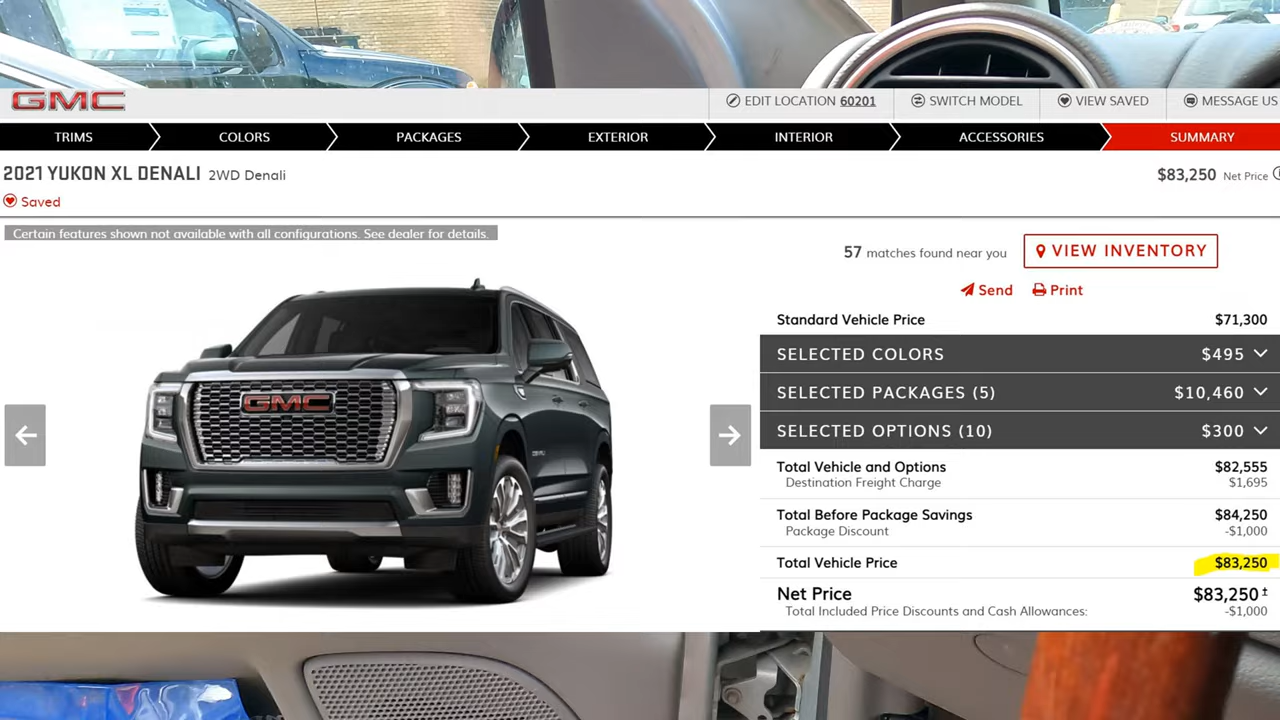 GMC
EDIT LOCATION 60201
SWITCH MODEL
VIEW SAVED
MESSAGE US
TRIMS
COLORS
PACKAGES
EXTERIOR
INTERIOR
ACCESSORIES
SUMMARY
2021 YUKON XL DENALI 2WD Denali
$83,250 Net Price
Saved
Certain features shown not available with all configurations. See dealer for details.
57 matches found near you
VIEW INVENTORY
Send
Print
GMC
Standard Vehicle Price $71,300
SELECTED COLORS $495
SELECTED PACKAGES (5) $10,460
SELECTED OPTIONS (10) $300
Total Vehicle and Options $82,555
Destination Freight Charge $1,695
Total Before Package Savings $84,250
Package Discount -$1,000
Total Vehicle Price $83,250
Net Price $83,250±
Total Included Price Discounts and Cash Allowances: -$1,000